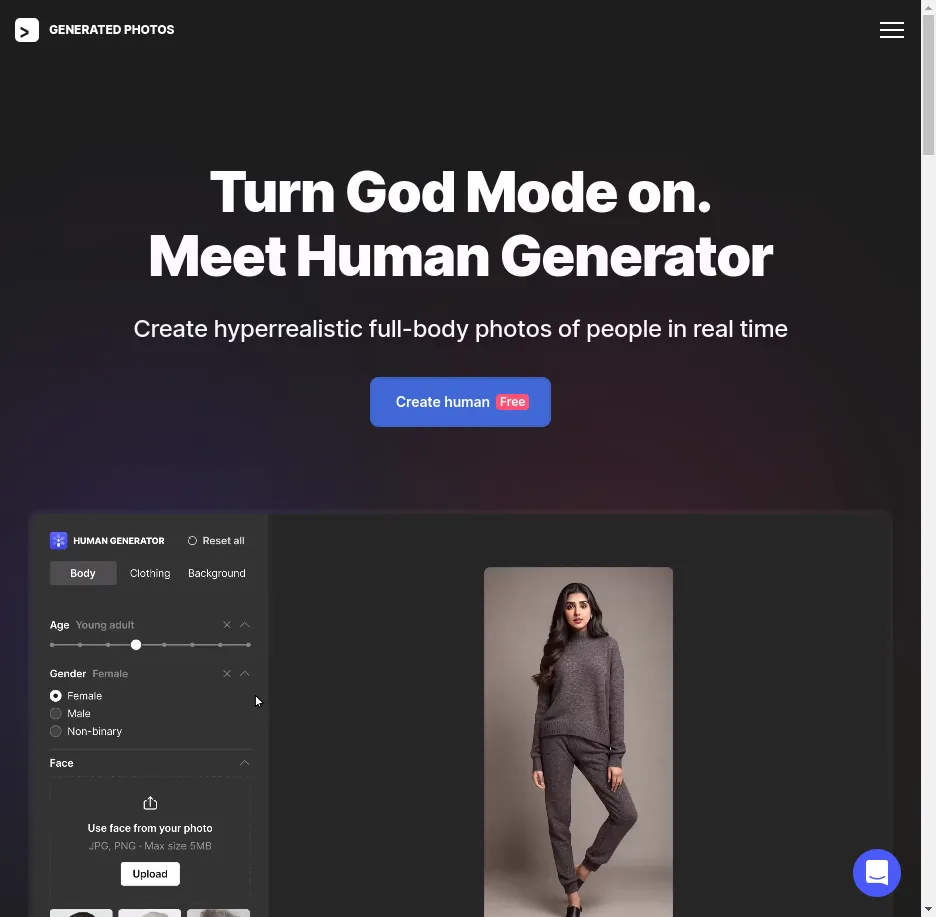 GENERATED PHOTOS
Turn God Mode on.
Meet Human Generator
Create hyperrealistic full-body photos of people in real time
Create human Free
HUMAN GENERATOR Reset all
Body Clothing Background
Age Young adult
Gender Female
Female
Male
Non-binary
Face
Use face from your photo
JPG, PNG · Max size 5MB
Upload